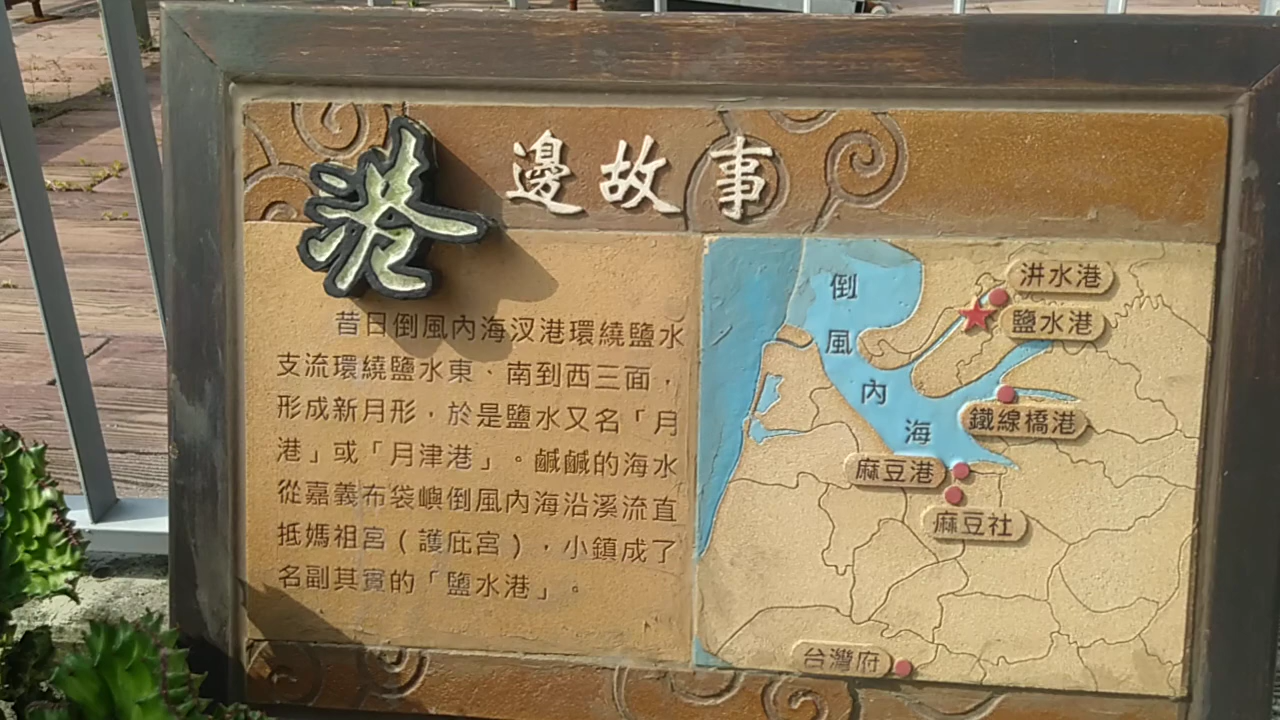 港邊故事
昔日倒風內海汊港環繞鹽水
支流環繞鹽水東、南到西三面，
形成新月形，於是鹽水又名「月
港」或「月津港」。鹹鹹的海水
從嘉義布袋嶼倒風內海沿溪流直
抵媽祖宮（護庇宮），小鎮成了
名副其實的「鹽水港」。
倒風內海
汫水港
鹽水港
鐵線橋港
麻豆港
麻豆社
台灣府